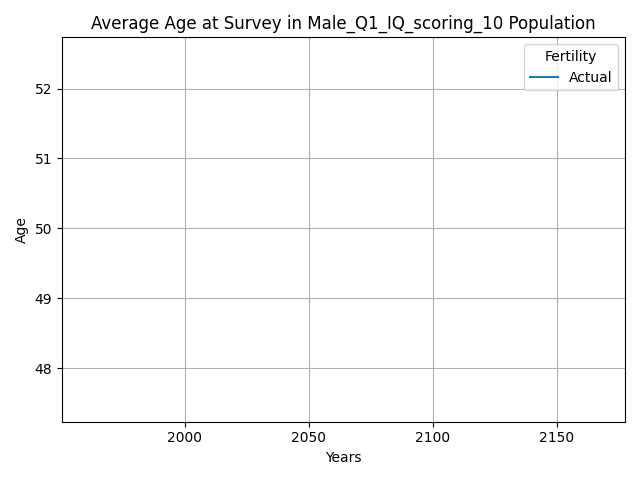 Average Age at Survey in Male_Q1_IQ_scoring_10 Population
Fertility
Actual
52
51
50
49
48
Age
2000
2050
2100
2150
Years